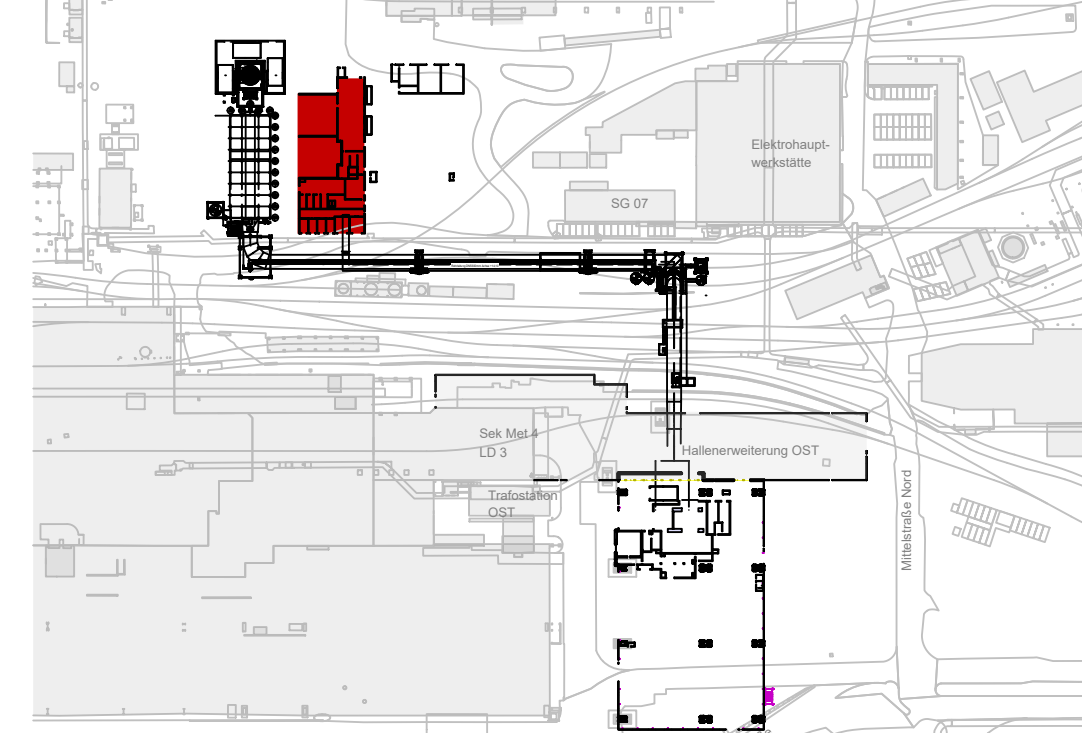 Elektrohaupt-
werkstätte
SG 07
Sek Met 4
LD 3
Hallenerweiterung OST
Trafostation
OST
Mittelstraße Nord